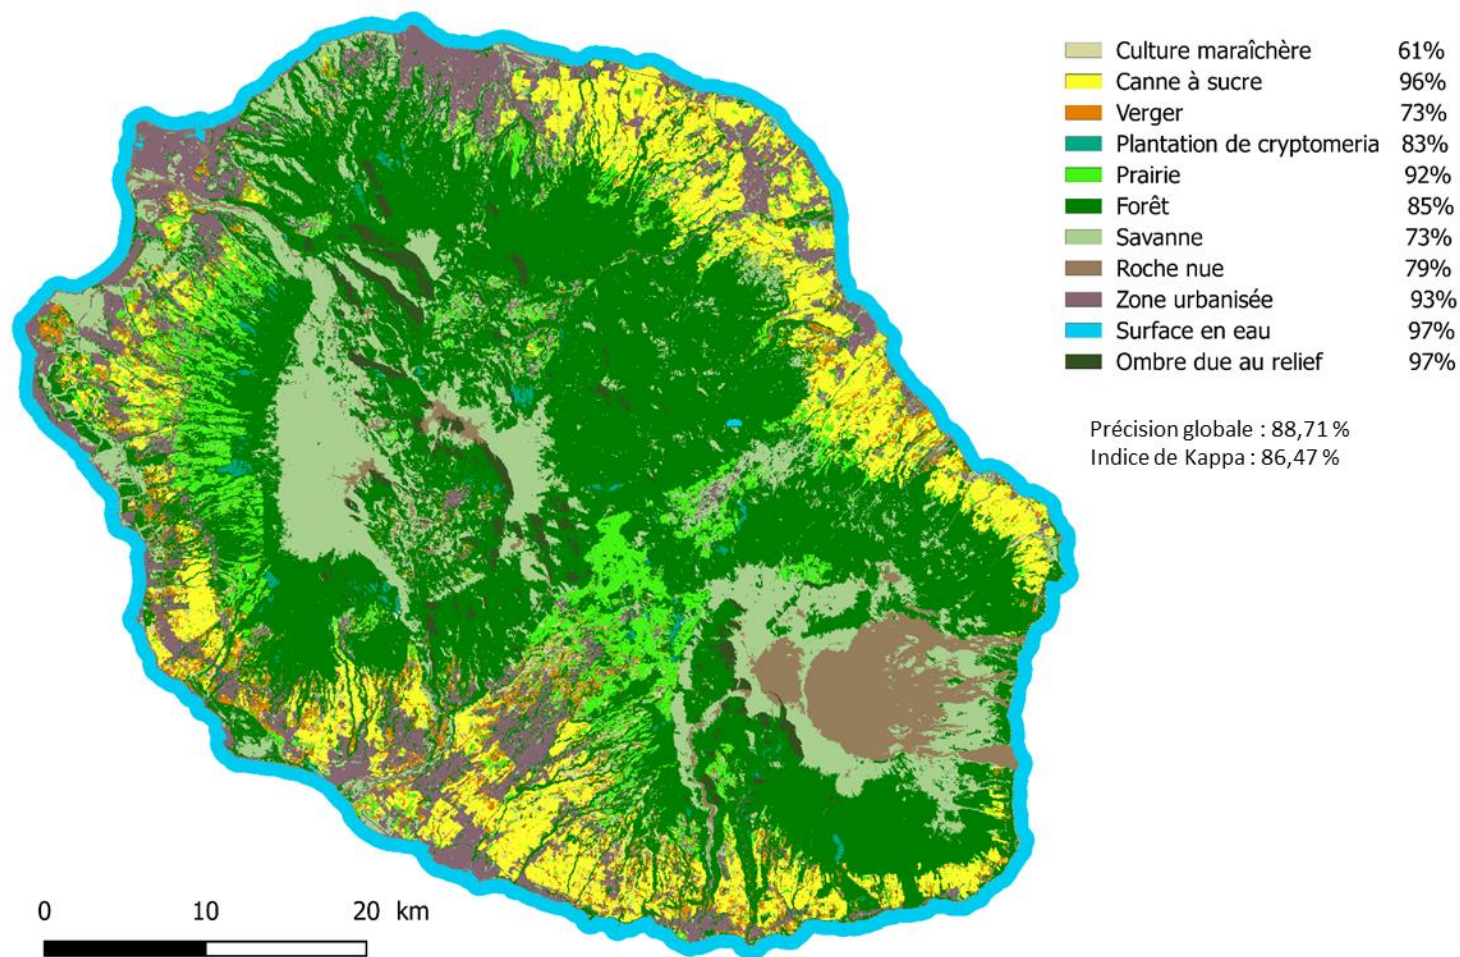 Culture maraîchère 61%
Canne à sucre 96%
Verger 73%
Plantation de cryptomeria 83%
Prairie 92%
Forêt 85%
Savanne 73%
Roche nue 79%
Zone urbanisée 93%
Surface en eau 97%
Ombre due au relief 97%
Précision globale : 88,71 %
Indice de Kappa : 86,47 %
0 10 20 km